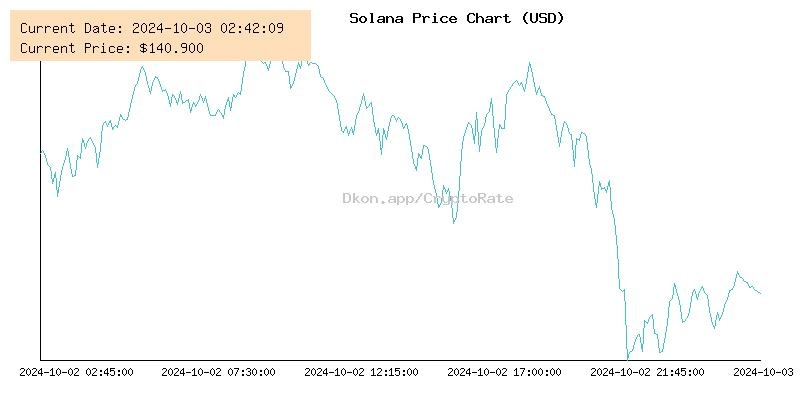 Solana Price Chart (USD)
Current Date: 2024-10-03 02:42:09
Current Price: $140.900
Dkon.app/CryptoRate
2024-10-02 02:45:00 2024-10-02 07:30:00 2024-10-02 12:15:00 2024-10-02 17:00:00 2024-10-02 21:45:00 2024-10-03